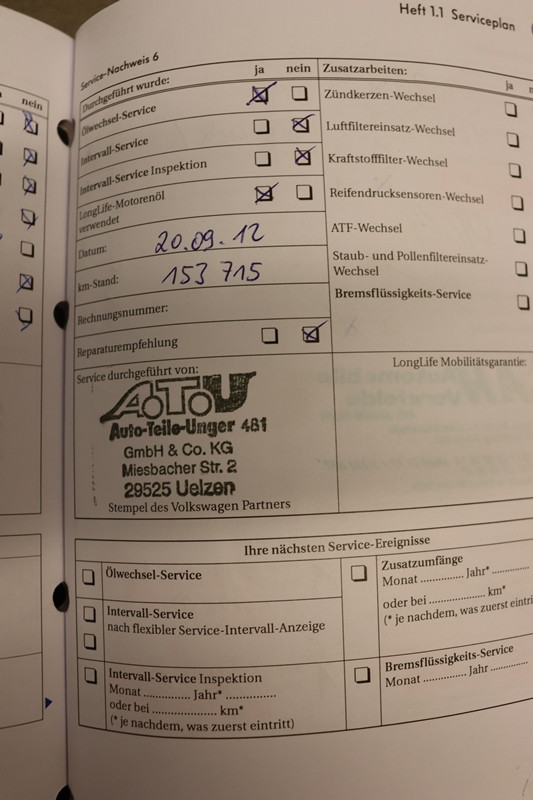 Heft 1.1 Serviceplan
nein
Service-Nachweis 6
Durchgeführt wurde: ja nein
Ölwechsel-Service
Intervall-Service
Intervall-Service Inspektion
LongLife-Motorenöl
verwendet
Datum: 20.09.12
km-Stand: 153 715
Rechnungsnummer:
Reparaturempfehlung
Zusatzarbeiten: ja
Zündkerzen-Wechsel
Luftfiltereinsatz-Wechsel
Kraftstofffilter-Wechsel
Reifendrucksensoren-Wechsel
ATF-Wechsel
Staub- und Pollenfiltereinsatz-
Wechsel
Bremsflüssigkeits-Service
Service durchgeführt von:
ATU
Auto-Teile-Unger 481
GmbH & Co. KG
Miesbacher Str. 2
29525 Uelzen
Stempel des Volkswagen Partners
LongLife Mobilitätsgarantie:
Ihre nächsten Service-Ereignisse
Ölwechsel-Service
Intervall-Service
nach flexibler Service-Intervall-Anzeige
Intervall-Service Inspektion
Monat .............. Jahr* ...............
oder bei ................... km*
(* je nachdem, was zuerst eintritt)
Zusatzumfänge
Monat ............. Jahr* .............
oder bei ................. km*
(* je nachdem, was zuerst eintritt
Bremsflüssigkeits-Service
Monat ............. Jahr .............